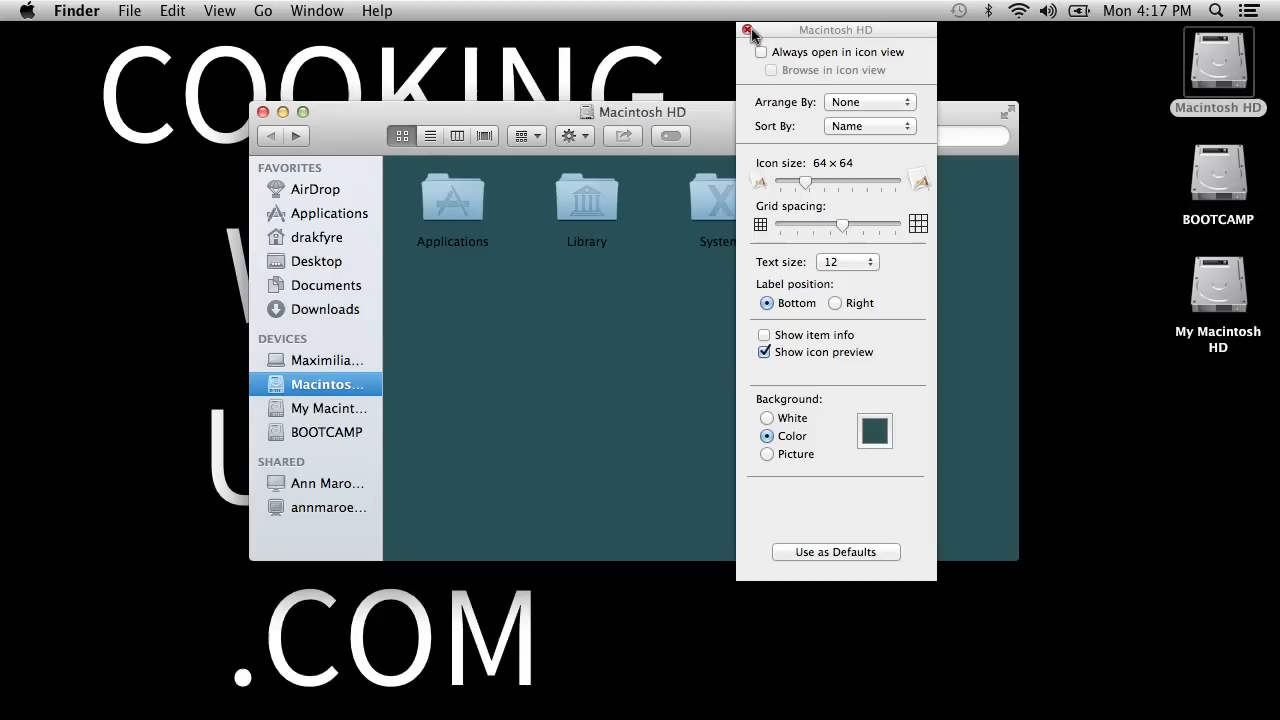 Finder File Edit View Go Window Help Mon 4:17 PM
COOKING
W
U
.COM
Macintosh HD
FAVORITES
AirDrop
Applications
drakfyre
Desktop
Documents
Downloads
DEVICES
Maximilia...
Macintos...
My Macint...
BOOTCAMP
SHARED
Ann Maro...
annmaroe...
Applications
Library
System
Macintosh HD
Always open in icon view
Browse in icon view
Arrange By: None
Sort By: Name
Icon size: 64 × 64
Grid spacing:
Text size: 12
Label position:
Bottom Right
Show item info
Show icon preview
Background:
White
Color
Picture
Use as Defaults
Macintosh HD
BOOTCAMP
My Macintosh
HD